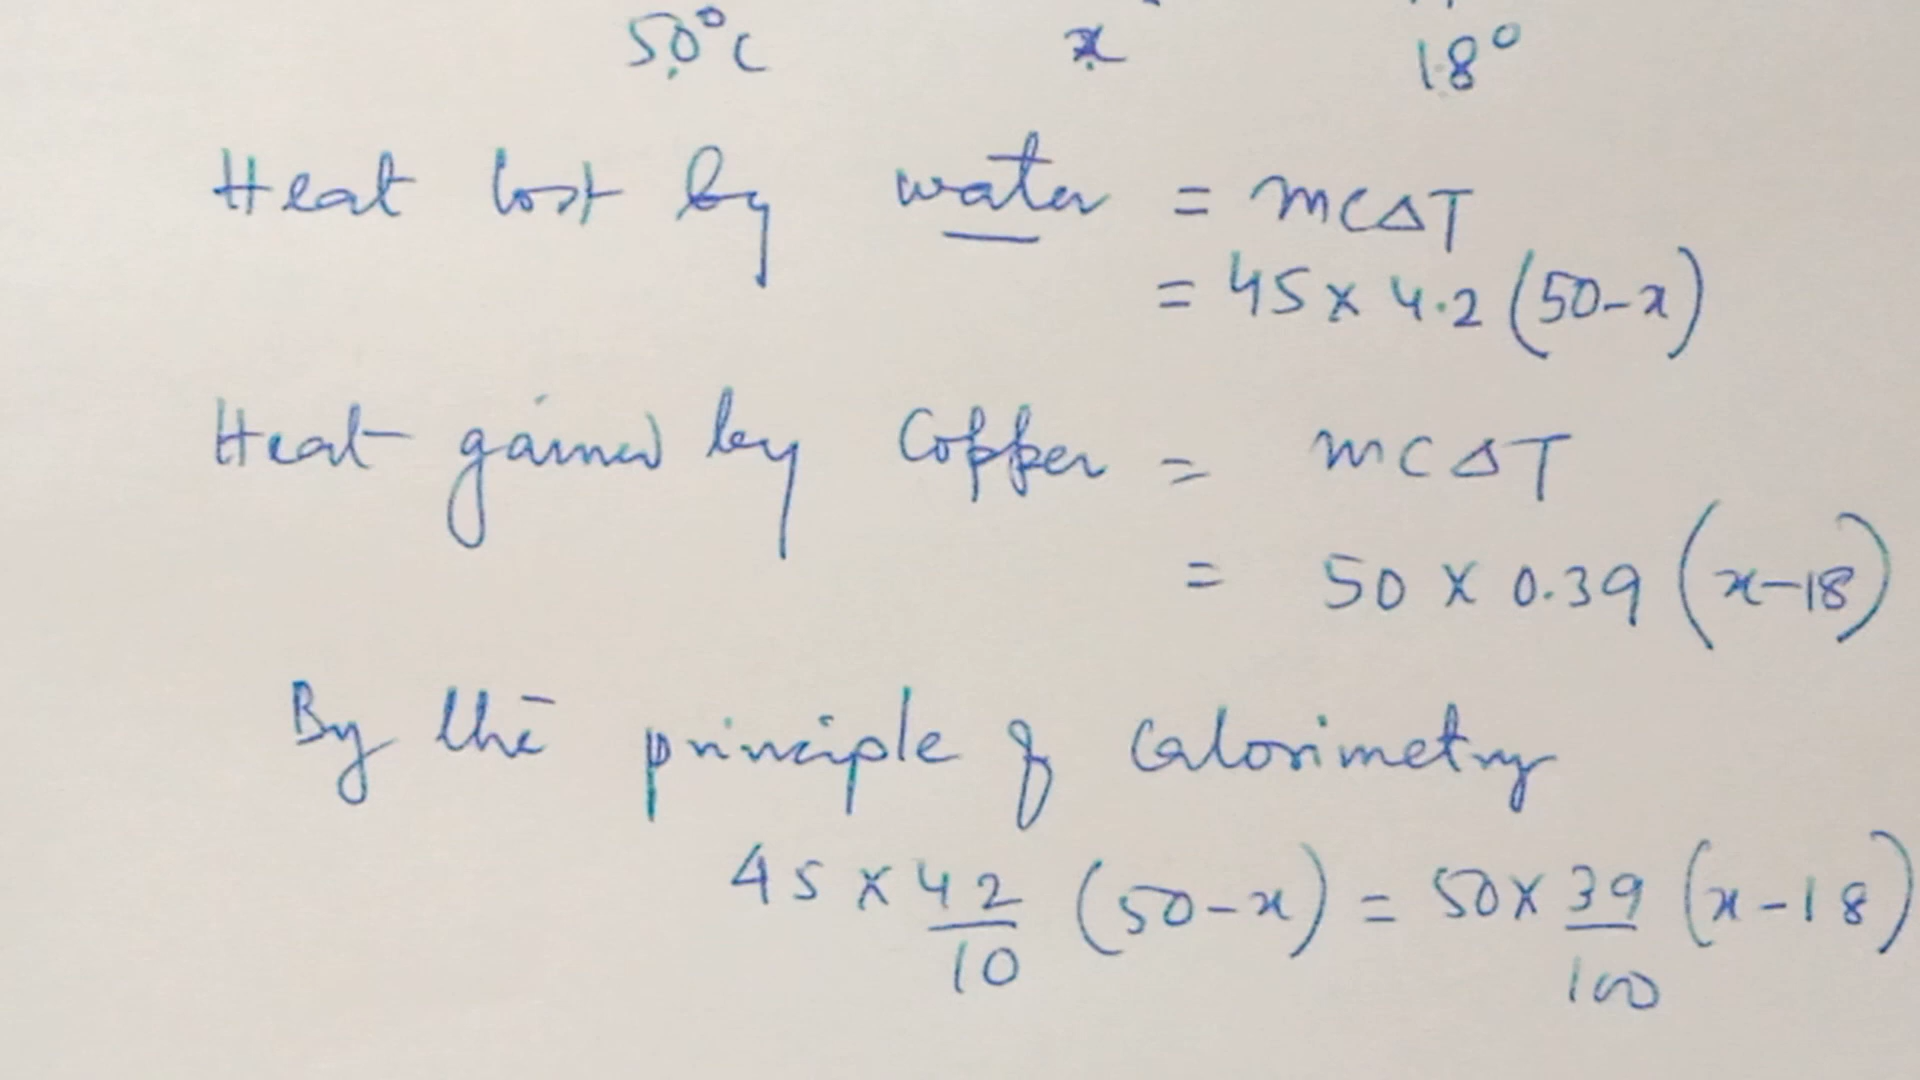 50°C x 18°
Heat lost by water = mcΔT
= 45 x 4.2 (50-x)
Heat gained by Copper = mcΔT
= 50 x 0.39 (x-18)
By the principle of Calorimetry
45 x 42/10 (50-x) = 50 x 39/100 (x-18)